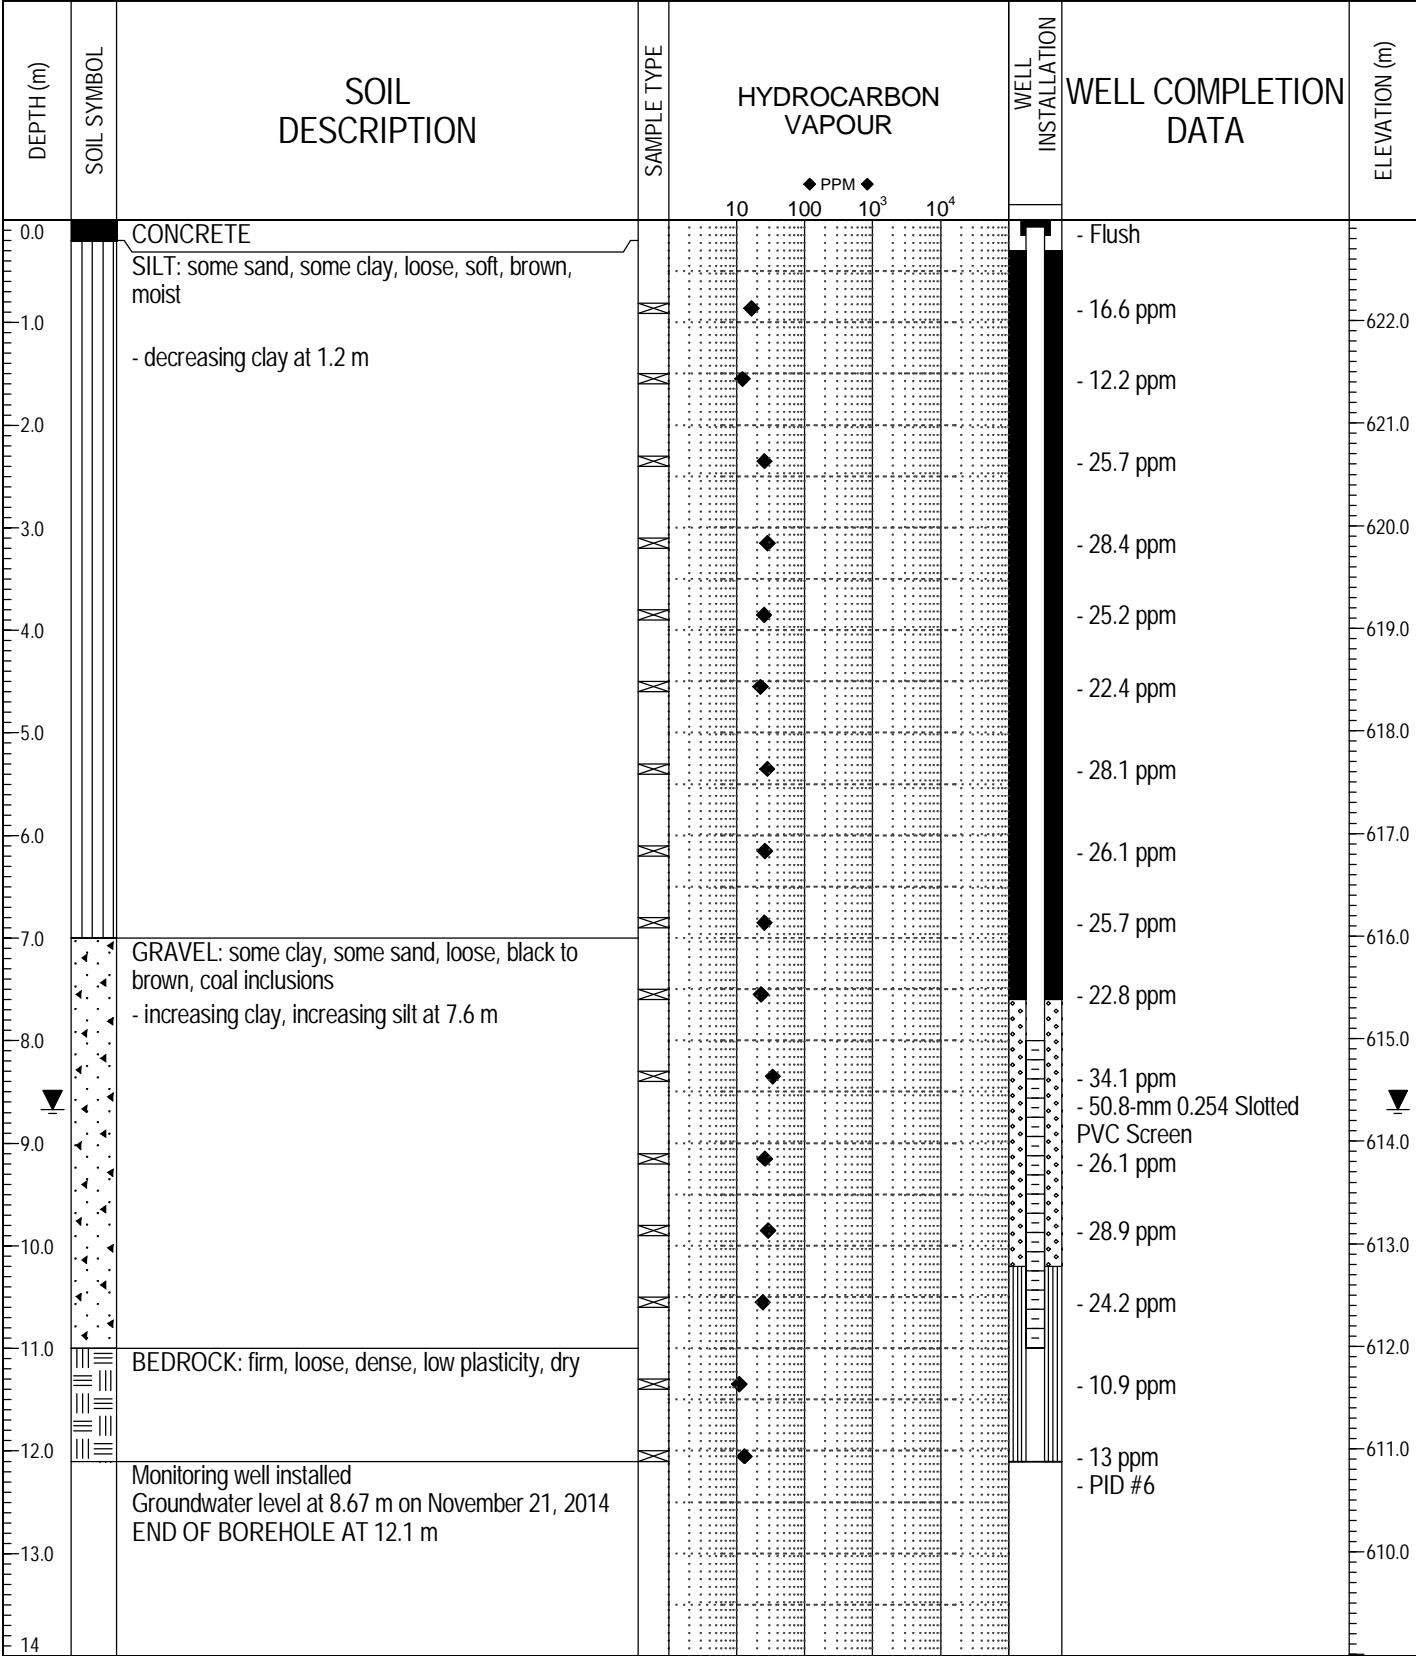 DEPTH (m)
SOIL SYMBOL
SOIL
DESCRIPTION
SAMPLE TYPE
HYDROCARBON
VAPOUR
◆ PPM ◆
10 100 10³ 10⁴
WELL
INSTALLATION
WELL COMPLETION
DATA
ELEVATION (m)
0.0
1.0
2.0
3.0
4.0
5.0
6.0
7.0
8.0
9.0
10.0
11.0
12.0
13.0
14
CONCRETE
SILT: some sand, some clay, loose, soft, brown,
moist
- decreasing clay at 1.2 m
GRAVEL: some clay, some sand, loose, black to
brown, coal inclusions
- increasing clay, increasing silt at 7.6 m
BEDROCK: firm, loose, dense, low plasticity, dry
Monitoring well installed
Groundwater level at 8.67 m on November 21, 2014
END OF BOREHOLE AT 12.1 m
- Flush
- 16.6 ppm
- 12.2 ppm
- 25.7 ppm
- 28.4 ppm
- 25.2 ppm
- 22.4 ppm
- 28.1 ppm
- 26.1 ppm
- 25.7 ppm
- 22.8 ppm
- 34.1 ppm
- 50.8-mm 0.254 Slotted
PVC Screen
- 26.1 ppm
- 28.9 ppm
- 24.2 ppm
- 10.9 ppm
- 13 ppm
- PID #6
622.0
621.0
620.0
619.0
618.0
617.0
616.0
615.0
614.0
613.0
612.0
611.0
610.0